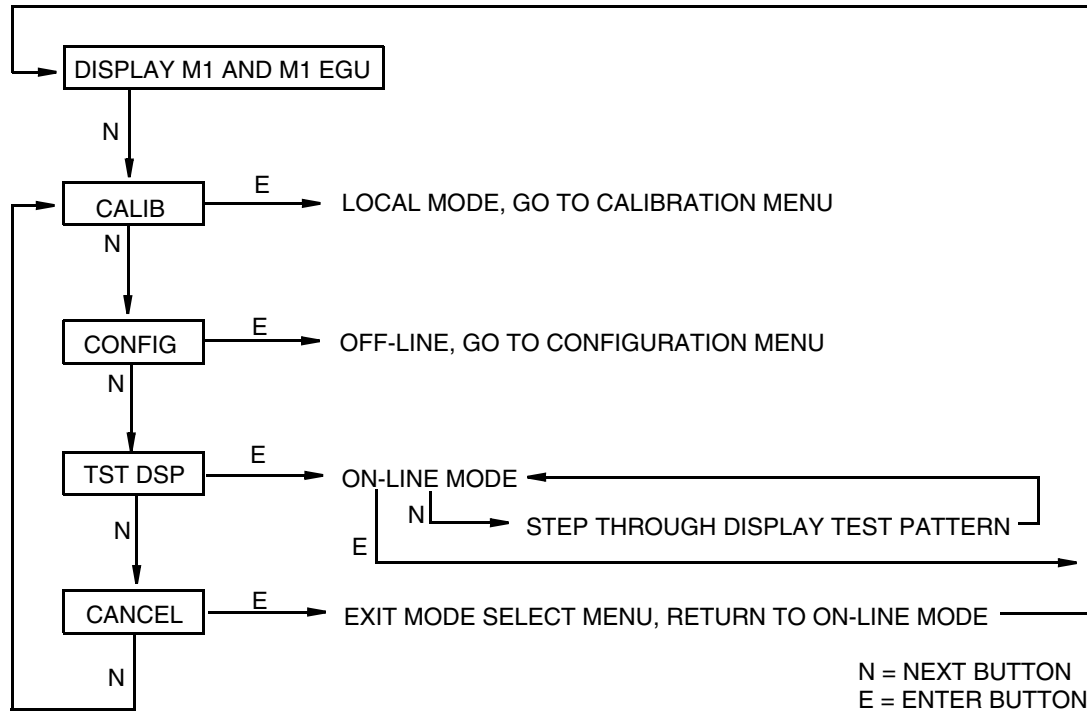 DISPLAY M1 AND M1 EGU
N
CALIB
E
LOCAL MODE, GO TO CALIBRATION MENU
N
CONFIG
E
OFF-LINE, GO TO CONFIGURATION MENU
N
TST DSP
E
ON-LINE MODE
N
STEP THROUGH DISPLAY TEST PATTERN
E
N
CANCEL
E
EXIT MODE SELECT MENU, RETURN TO ON-LINE MODE
N
N = NEXT BUTTON
E = ENTER BUTTON